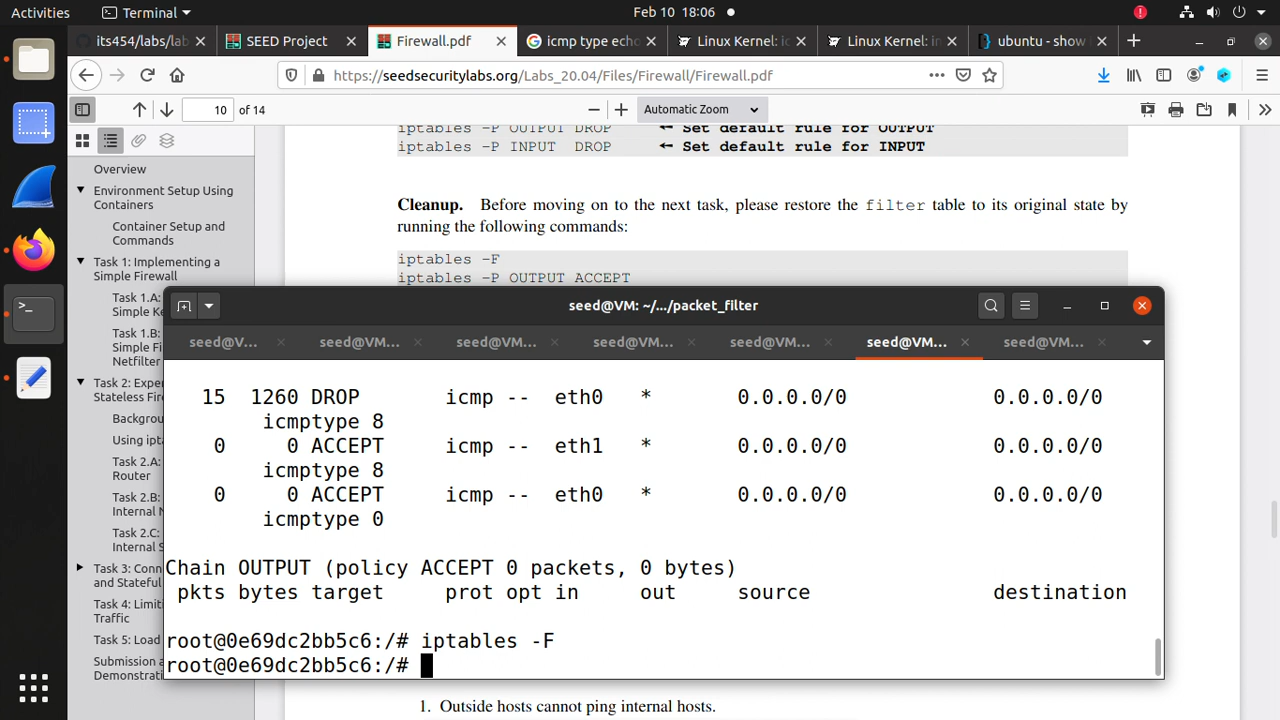 Activities
Terminal
Feb 10 18:06
its454/labs/lab
SEED Project
Firewall.pdf
icmp type echo
Linux Kernel: ic
Linux Kernel: in
ubuntu - show
https://seedsecuritylabs.org/Labs_20.04/Files/Firewall/Firewall.pdf
10 of 14
Automatic Zoom
Overview
Environment Setup Using
Containers
Container Setup and
Commands
Task 1: Implementing a
Simple Firewall
Task 1.A:
Simple Ke
Task 1.B:
Simple Fi
Netfilter
Task 2: Exper
Stateless Fire
Backgrou
Using ipta
Task 2.A:
Router
Task 2.B:
Internal N
Task 2.C:
Internal S
Task 3: Conn
and Stateful
Task 4: Limiti
Traffic
Task 5: Load
Submission a
Demonstrati
iptables -P OUTPUT DROP ← Set default rule for OUTPUT
iptables -P INPUT DROP ← Set default rule for INPUT
Cleanup. Before moving on to the next task, please restore the filter table to its original state by
running the following commands:
iptables -F
iptables -P OUTPUT ACCEPT
seed@VM: ~/.../packet_filter
seed@V... seed@VM... seed@VM... seed@VM... seed@VM... seed@VM... seed@VM...
15 1260 DROP icmp -- eth0 * 0.0.0.0/0 0.0.0.0/0
icmptype 8
0 0 ACCEPT icmp -- eth1 * 0.0.0.0/0 0.0.0.0/0
icmptype 8
0 0 ACCEPT icmp -- eth0 * 0.0.0.0/0 0.0.0.0/0
icmptype 0
Chain OUTPUT (policy ACCEPT 0 packets, 0 bytes)
pkts bytes target prot opt in out source destination
root@0e69dc2bb5c6:/# iptables -F
root@0e69dc2bb5c6:/#
1. Outside hosts cannot ping internal hosts.